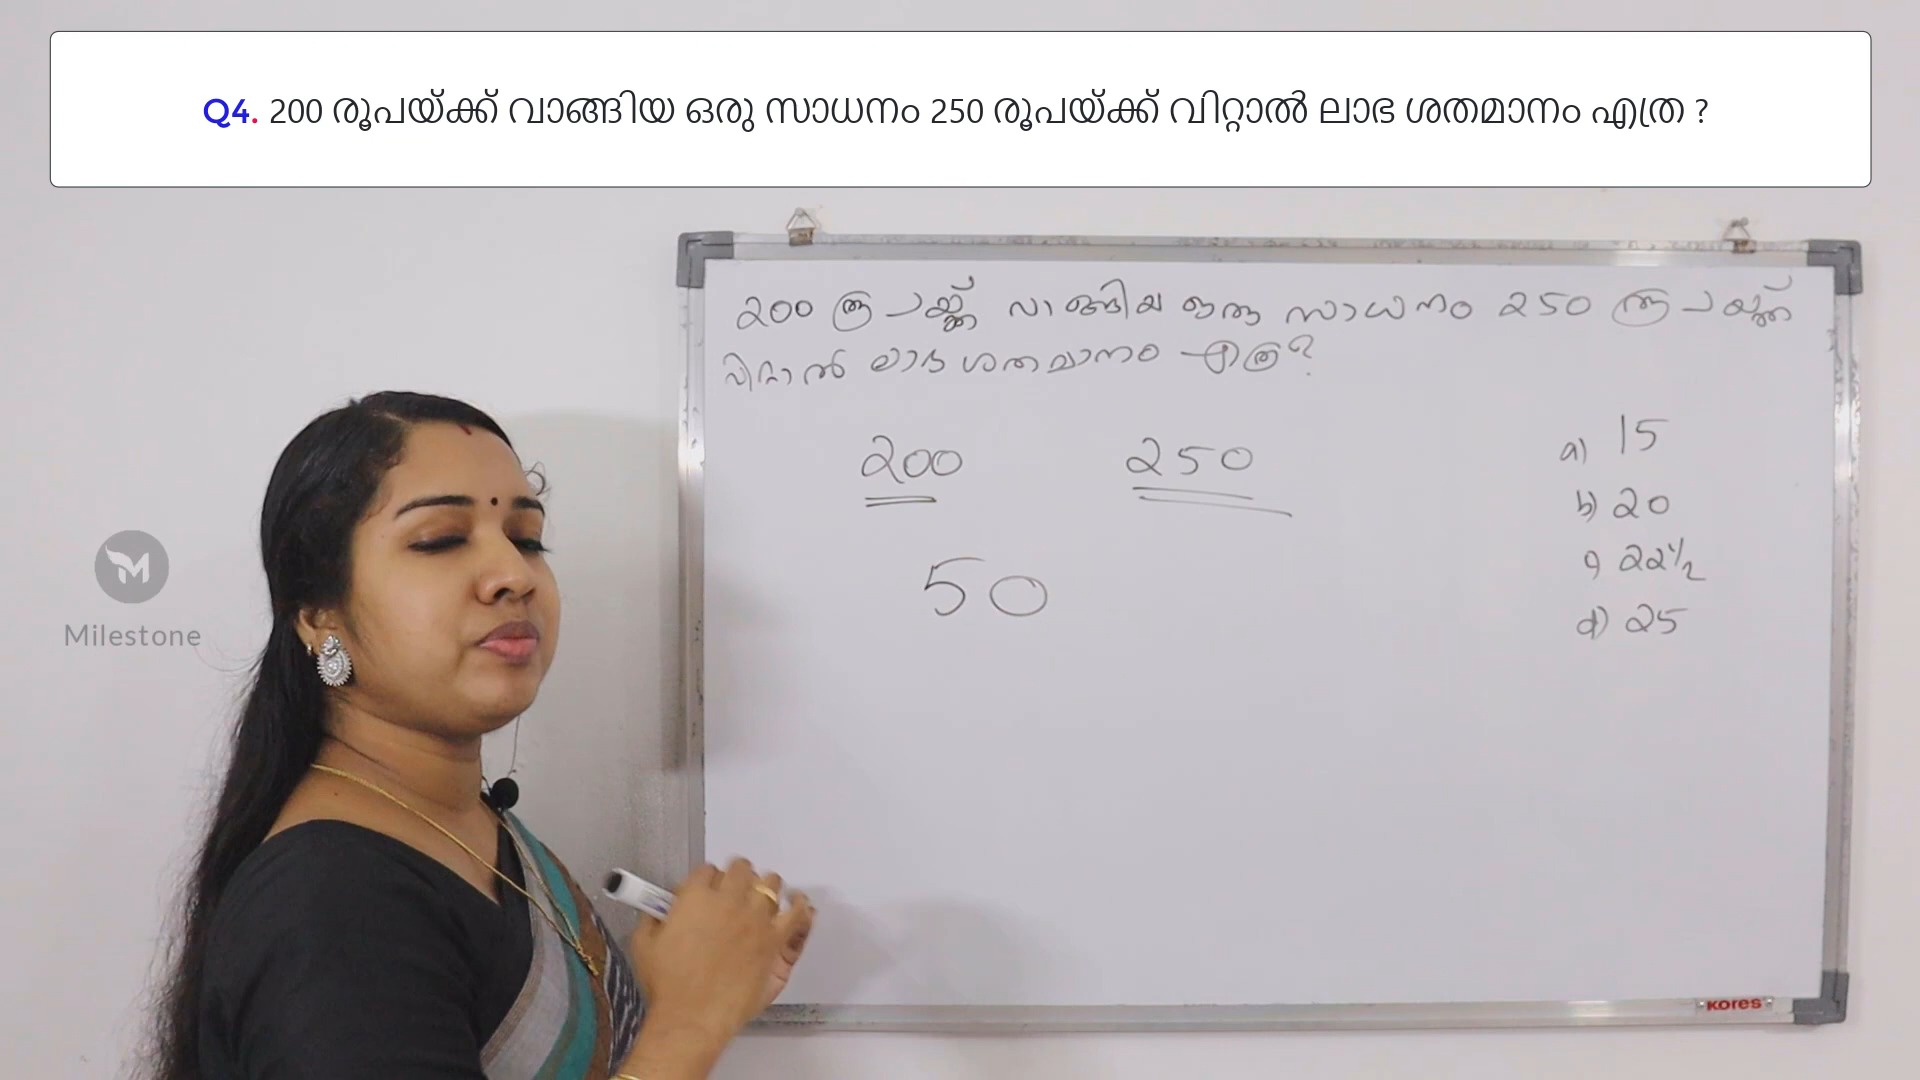 Q4. 200 രൂപയ്ക്ക് വാങ്ങിയ ഒരു സാധനം 250 രൂപയ്ക്ക് വിറ്റാൽ ലാഭ ശതമാനം എത്ര ?
200 രൂപയ്ക്ക് വാങ്ങിയ ഒരു സാധനം 250 രൂപയ്ക്ക്
വിറ്റാൽ ലാഭ ശതമാനം എത്ര?
200 250
50
a) 15
b) 20
c) 22½
d) 25
Milestone
KORES